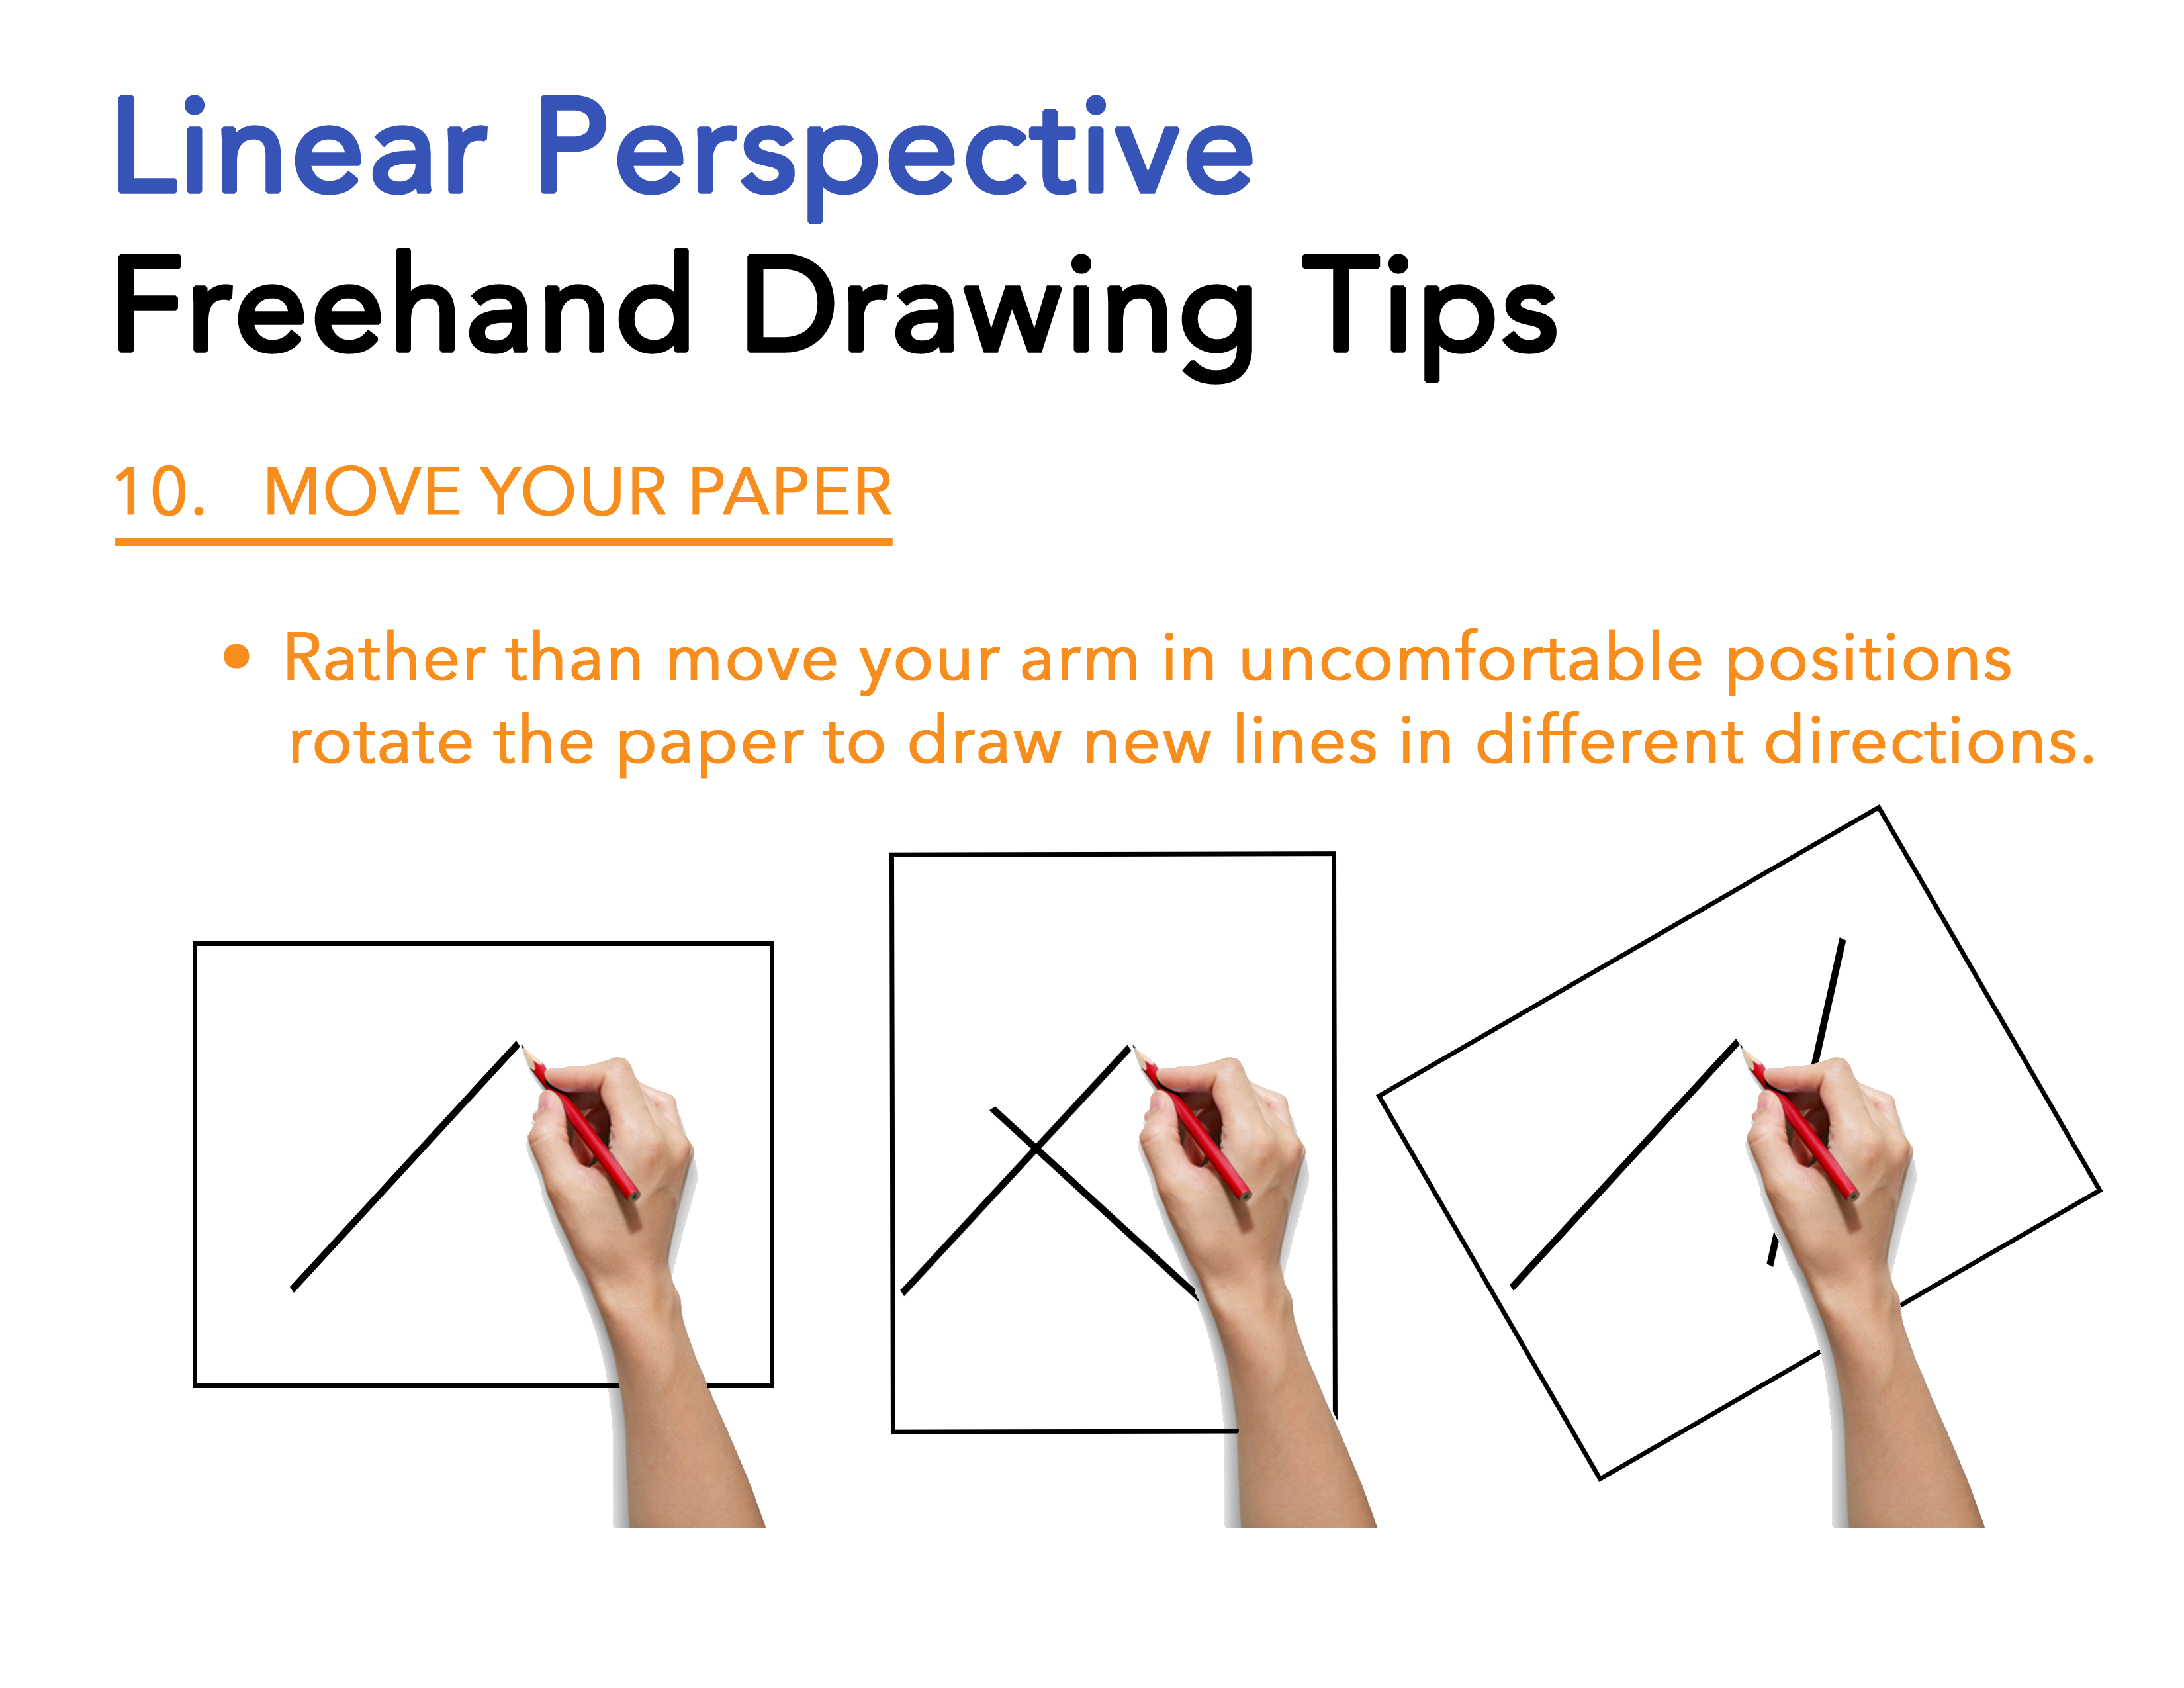 Linear Perspective
Freehand Drawing Tips
10. MOVE YOUR PAPER
• Rather than move your arm in uncomfortable positions
rotate the paper to draw new lines in different directions.